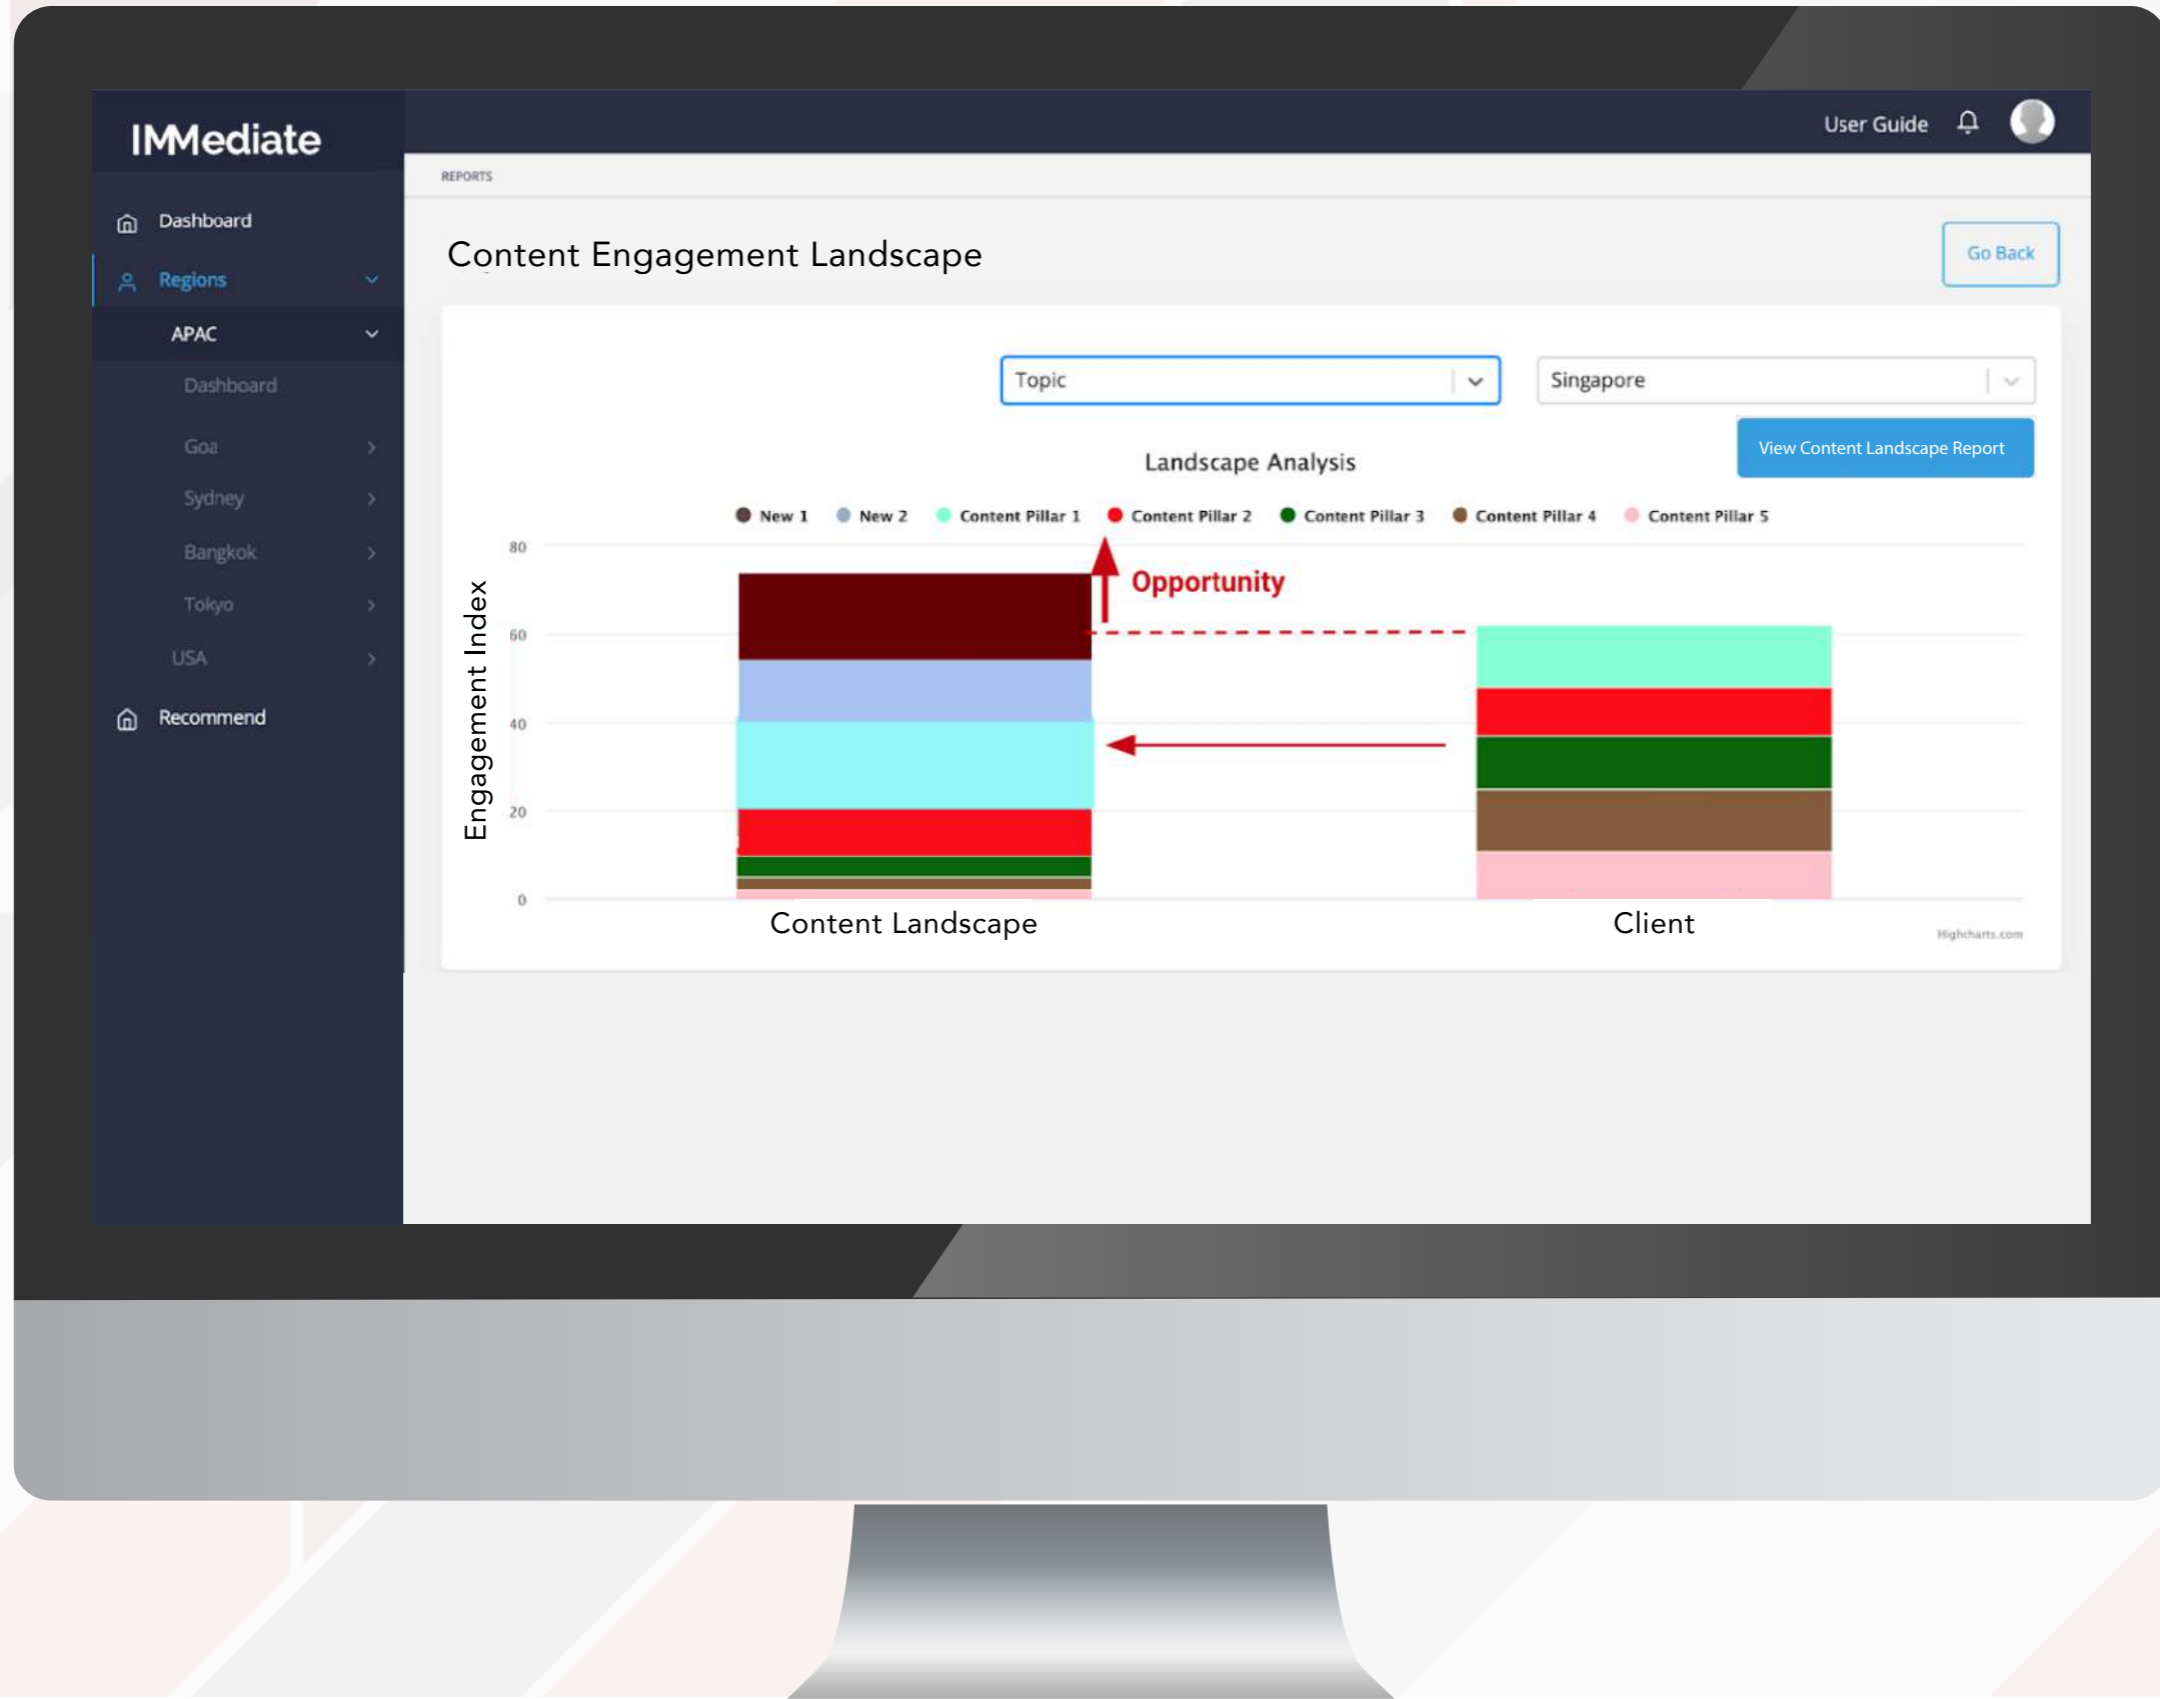 IMMediate
User Guide
REPORTS
Dashboard
Regions
APAC
Dashboard
Goa
Sydney
Bangkok
Tokyo
USA
Recommend
Content Engagement Landscape
Go Back
Topic
Singapore
View Content Landscape Report
Landscape Analysis
New 1 New 2 Content Pillar 1 Content Pillar 2 Content Pillar 3 Content Pillar 4 Content Pillar 5
Engagement Index
80
60
40
20
0
Opportunity
Content Landscape
Client
Highcharts.com